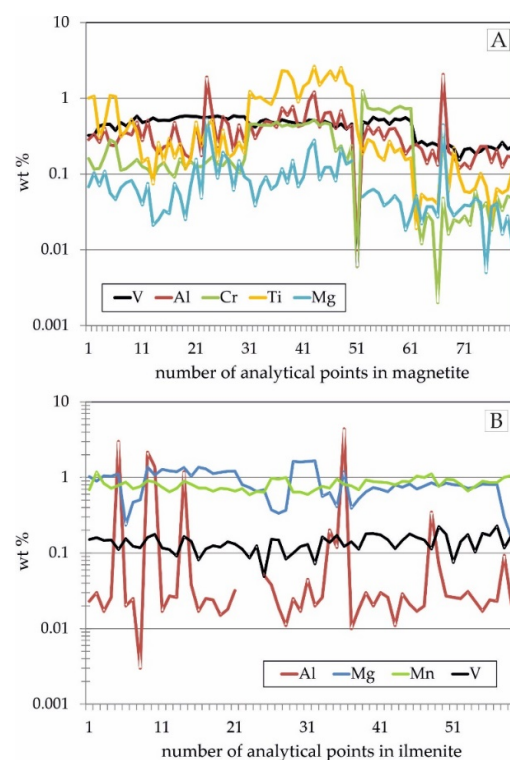 A
10
1
0.1
0.01
0.001
wt %
V Al Cr Ti Mg
1 11 21 31 41 51 61 71
number of analytical points in magnetite
B
10
1
0.1
0.01
0.001
wt %
Al Mg Mn V
1 11 21 31 41 51
number of analytical points in ilmenite